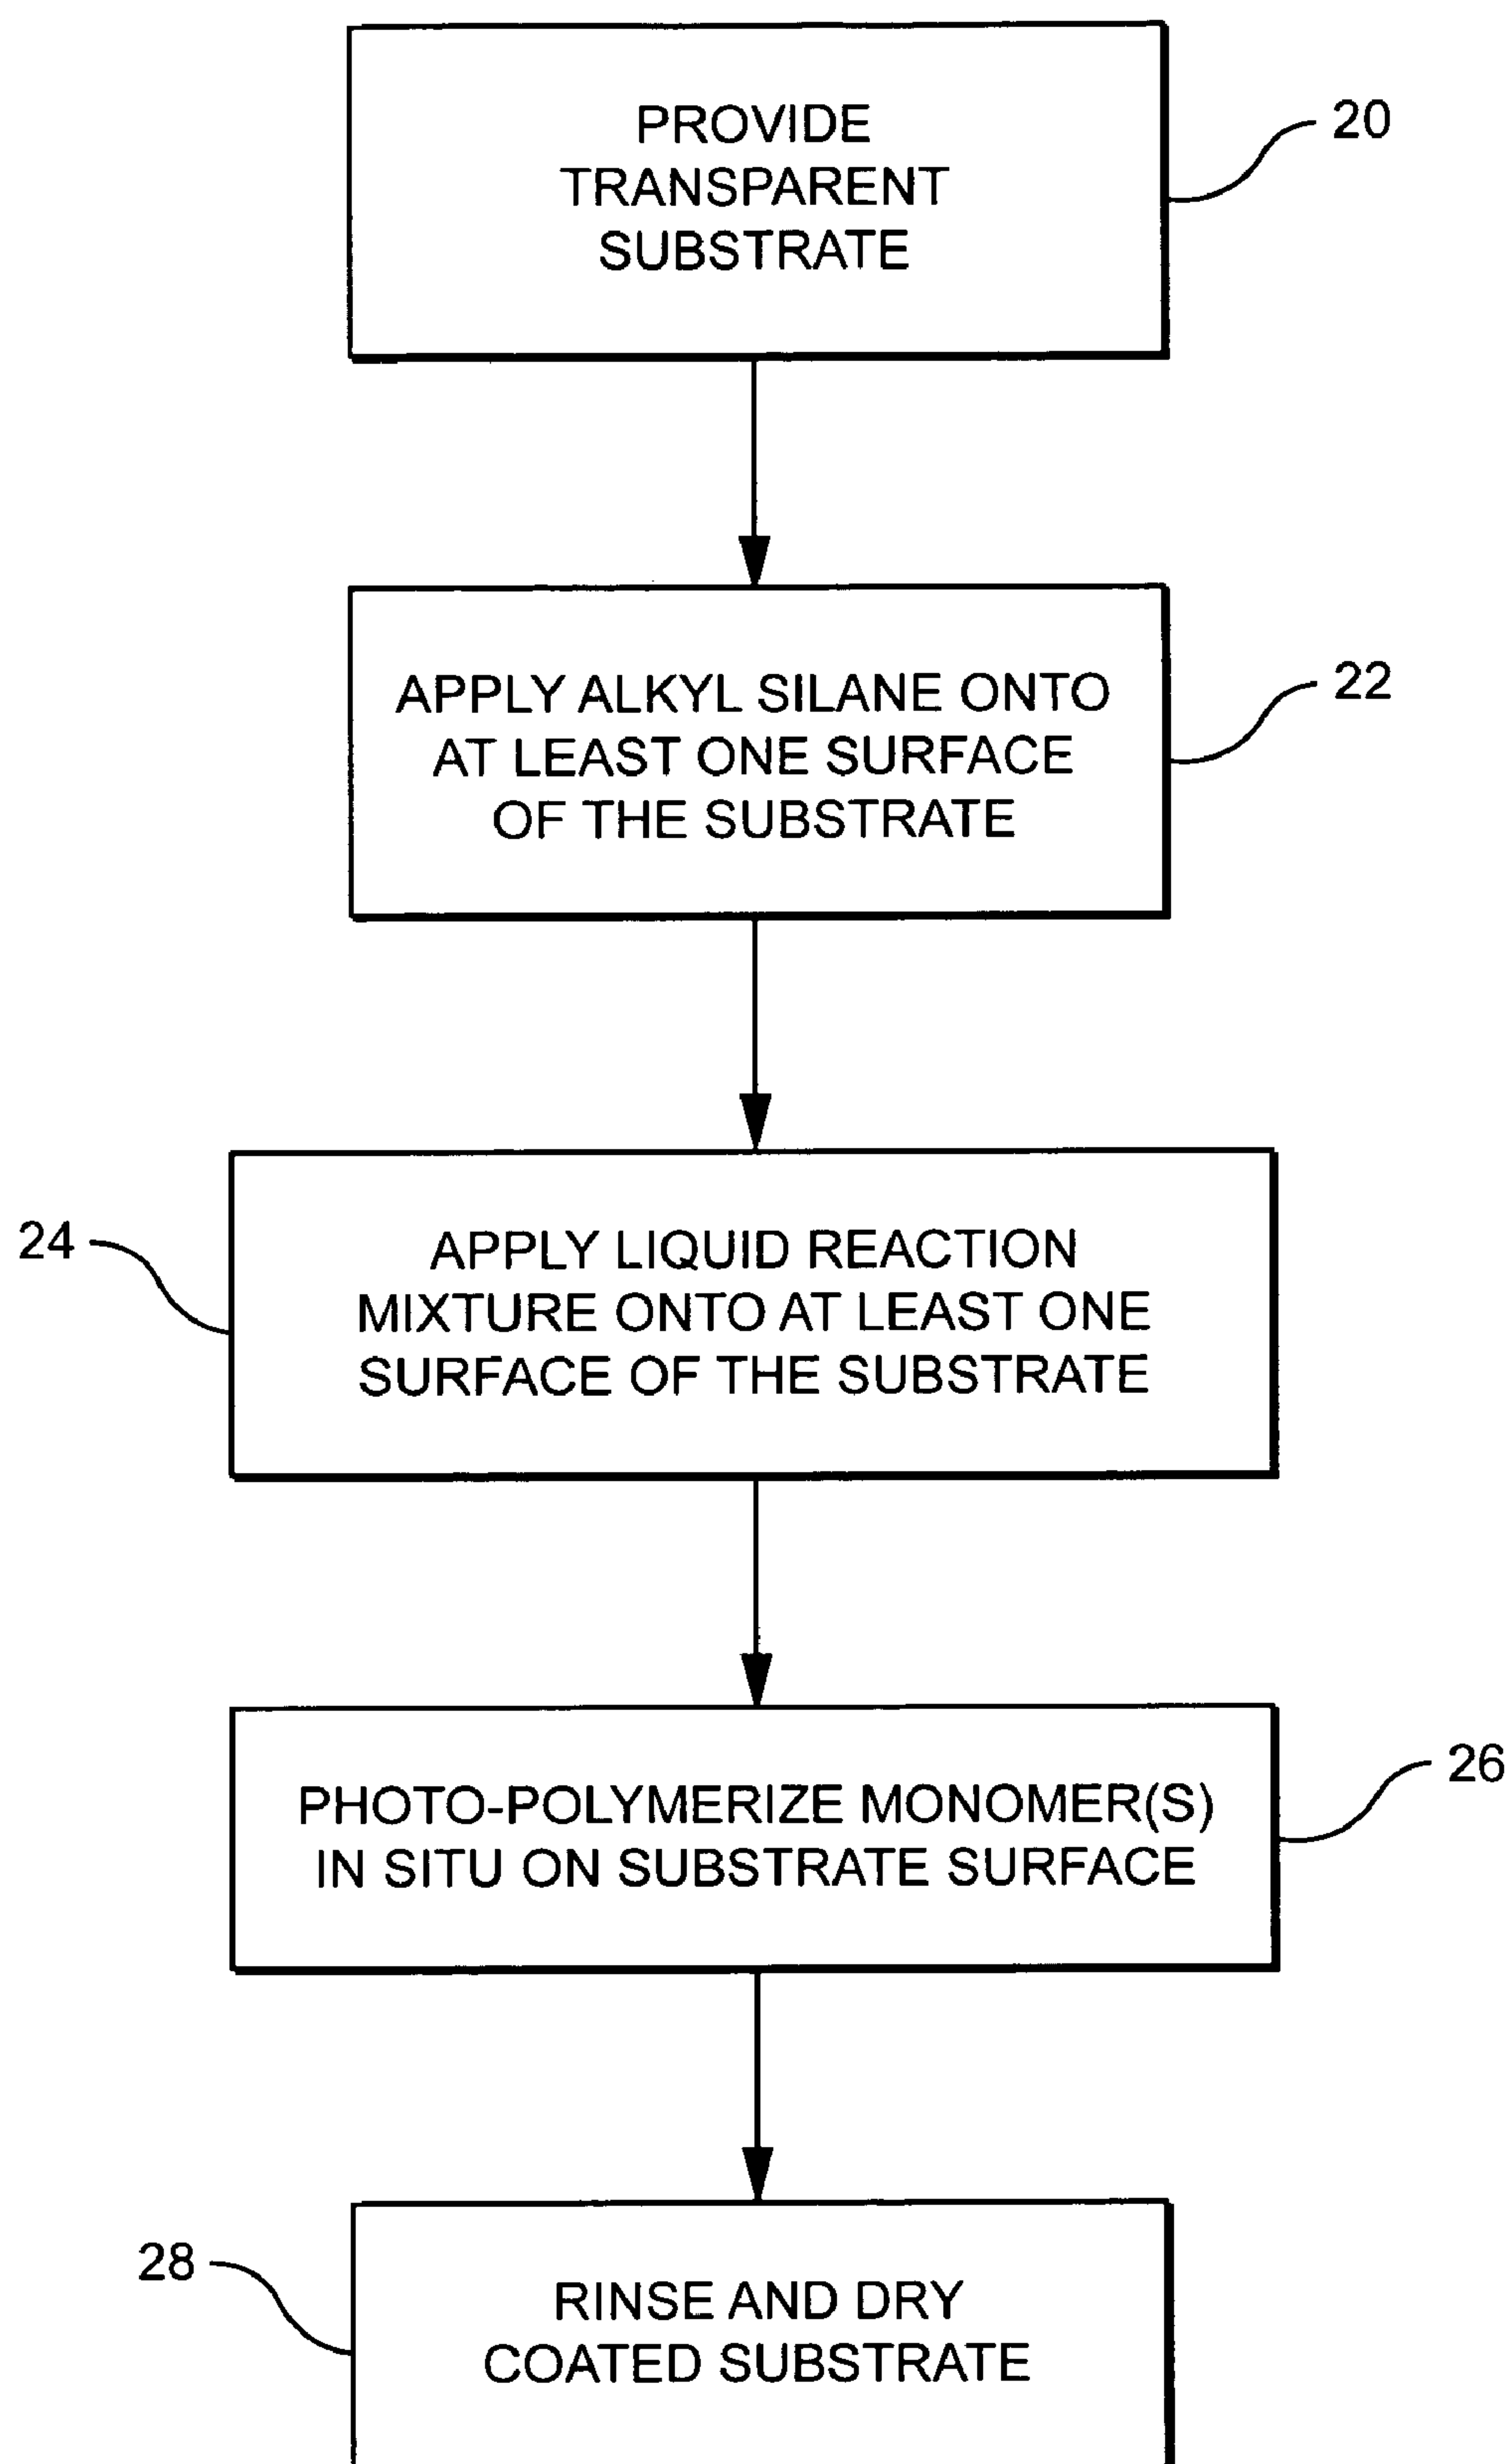 PROVIDE
TRANSPARENT
SUBSTRATE
20
APPLY ALKYL SILANE ONTO
AT LEAST ONE SURFACE
OF THE SUBSTRATE
22
24
APPLY LIQUID REACTION
MIXTURE ONTO AT LEAST ONE
SURFACE OF THE SUBSTRATE
PHOTO-POLYMERIZE MONOMER(S)
IN SITU ON SUBSTRATE SURFACE
26
28
RINSE AND DRY
COATED SUBSTRATE